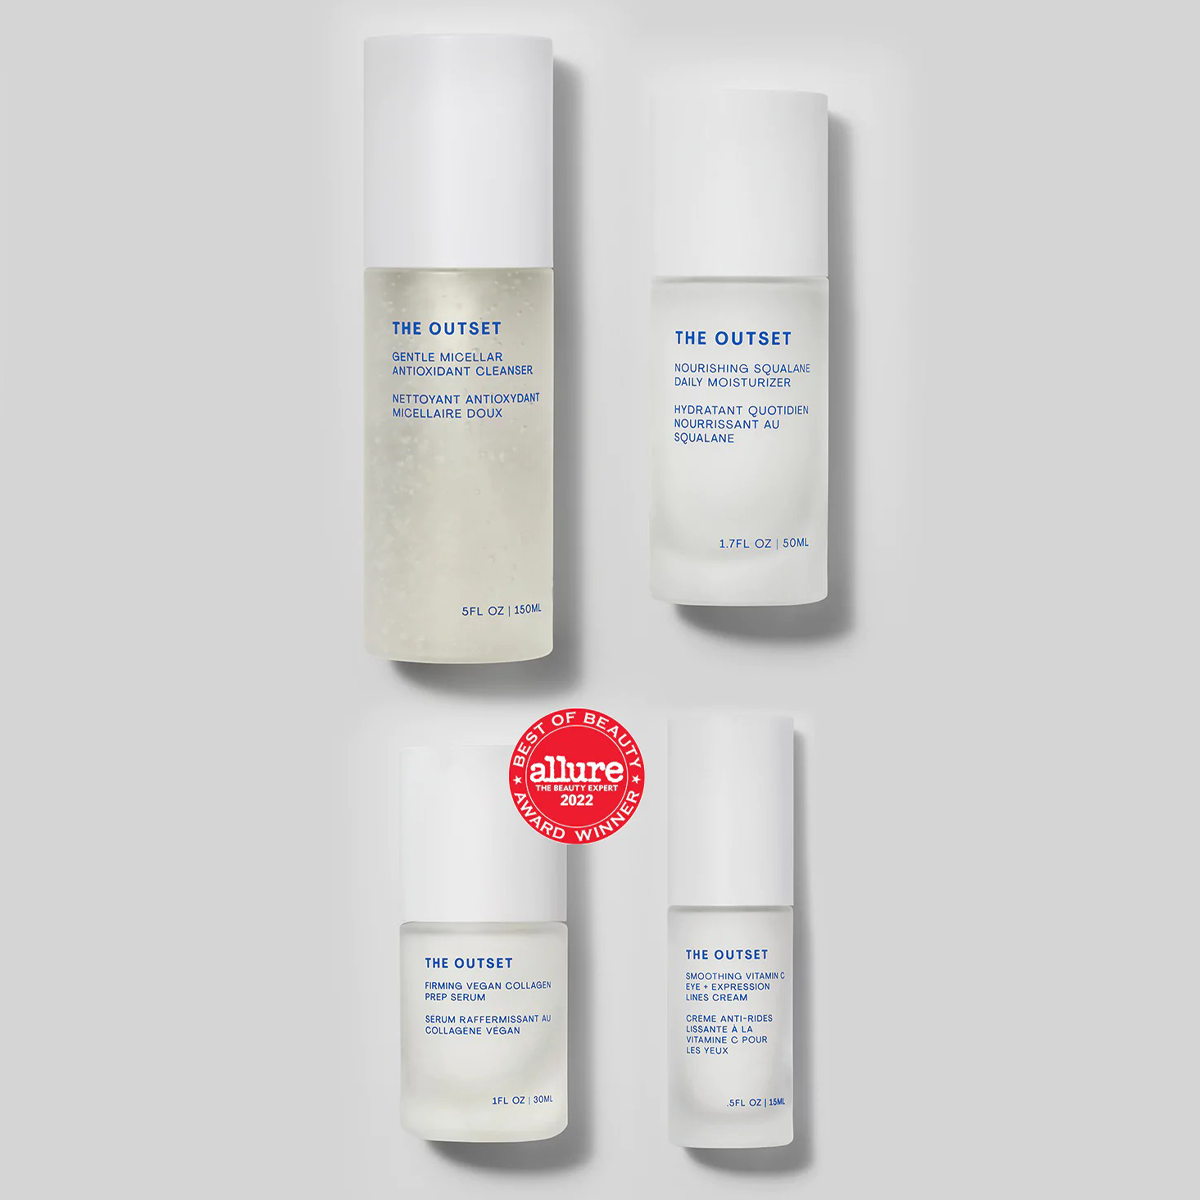 THE OUTSET
GENTLE MICELLAR
ANTIOXIDANT CLEANSER
NETTOYANT ANTIOXYDANT
MICELLAIRE DOUX
5FL OZ | 150ML
THE OUTSET
NOURISHING SQUALANE
DAILY MOISTURIZER
HYDRATANT QUOTIDIEN
NOURRISSANT AU
SQUALANE
1.7FL OZ | 50ML
BEST OF BEAUTY
allure
THE BEAUTY EXPERT
2022
AWARD WINNER
THE OUTSET
FIRMING VEGAN COLLAGEN
PREP SERUM
SÉRUM RAFFERMISSANT AU
COLLAGÈNE VEGAN
1FL OZ | 30ML
THE OUTSET
SMOOTHING VITAMIN C
EYE + EXPRESSION
LINES CREAM
CRÈME ANTI-RIDES
LISSANTE À LA
VITAMINE C POUR
LES YEUX
.5FL OZ | 15ML